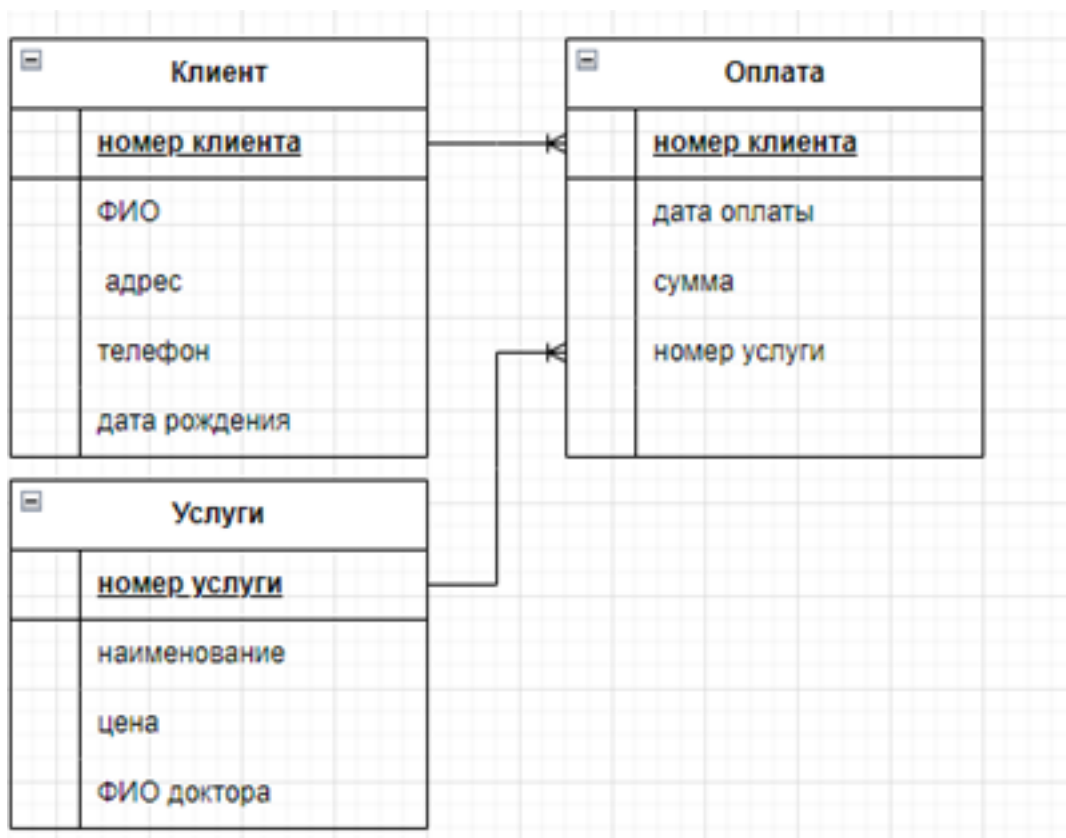 Клиент
номер клиента
ФИО
адрес
телефон
дата рождения
Оплата
номер клиента
дата оплаты
сумма
номер услуги
Услуги
номер услуги
наименование
цена
ФИО доктора